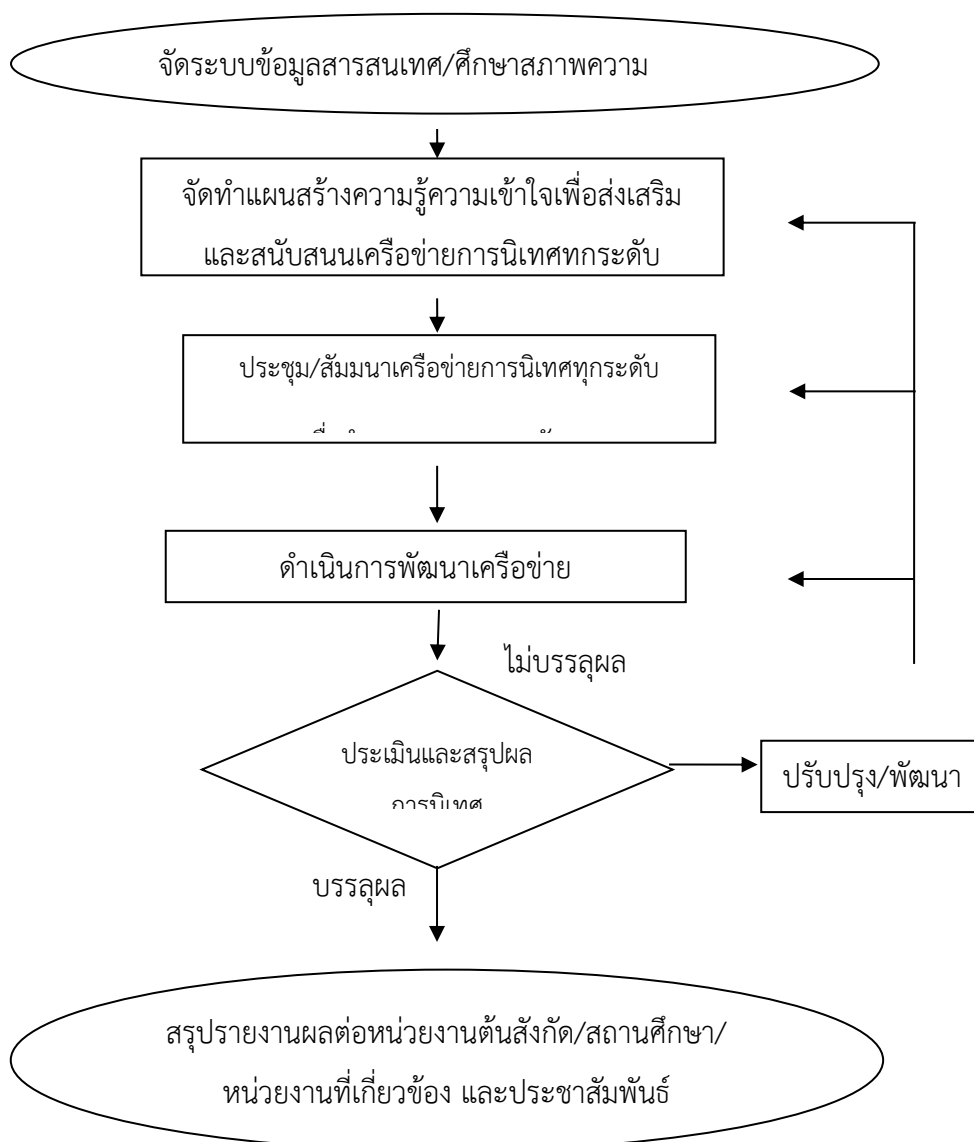 จัดระบบข้อมูลสารสนเทศ/ศึกษาสภาพความ
จัดทำแผนสร้างความรู้ความเข้าใจเพื่อส่งเสริม
และสนับสนนเครือข่ายการนิเทศทกระดับ
ประชุม/สัมมนาเครือข่ายการนิเทศทุกระดับ
ดำเนินการพัฒนาเครือข่าย
ไม่บรรลุผล
ประเมินและสรุปผล
การนิเทศ
ปรับปรุง/พัฒนา
บรรลุผล
สรุปรายงานผลต่อหน่วยงานต้นสังกัด/สถานศึกษา/
หน่วยงานที่เกี่ยวข้อง และประชาสัมพันธ์